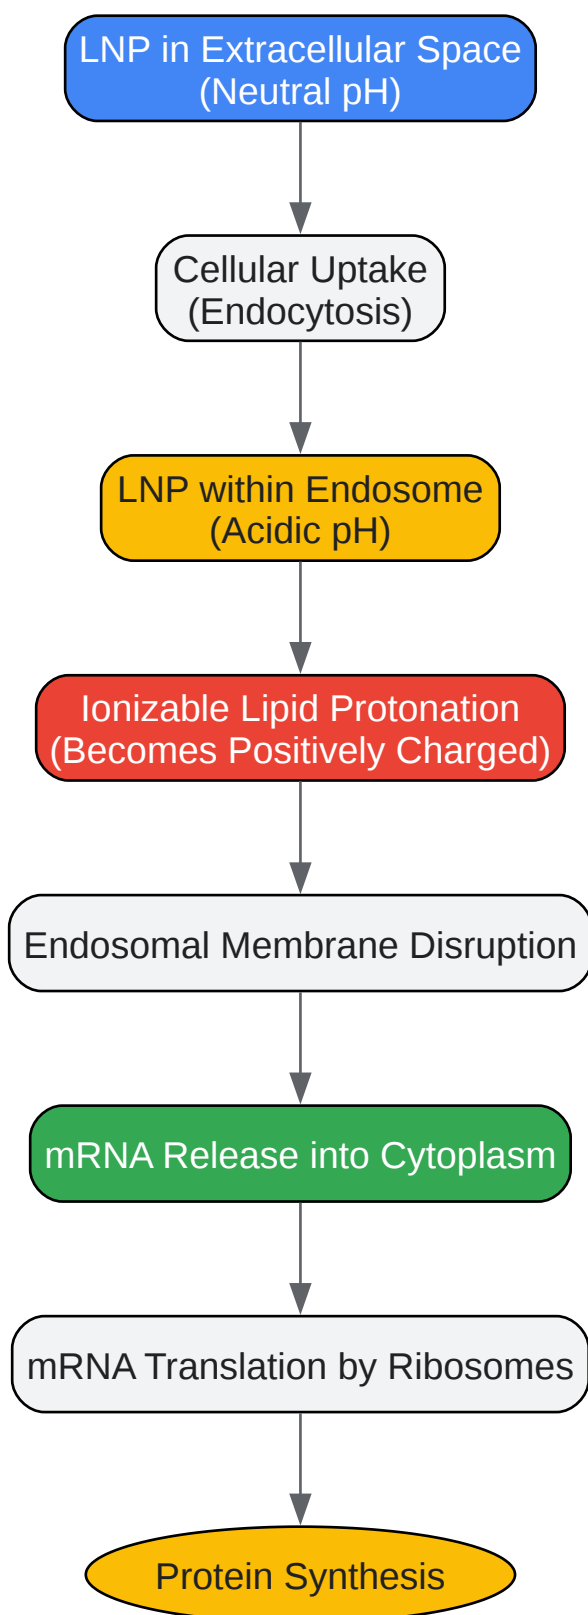 LNP in Extracellular Space
(Neutral pH)
Cellular Uptake
(Endocytosis)
LNP within Endosome
(Acidic pH)
Ionizable Lipid Protonation
(Becomes Positively Charged)
Endosomal Membrane Disruption
mRNA Release into Cytoplasm
mRNA Translation by Ribosomes
Protein Synthesis